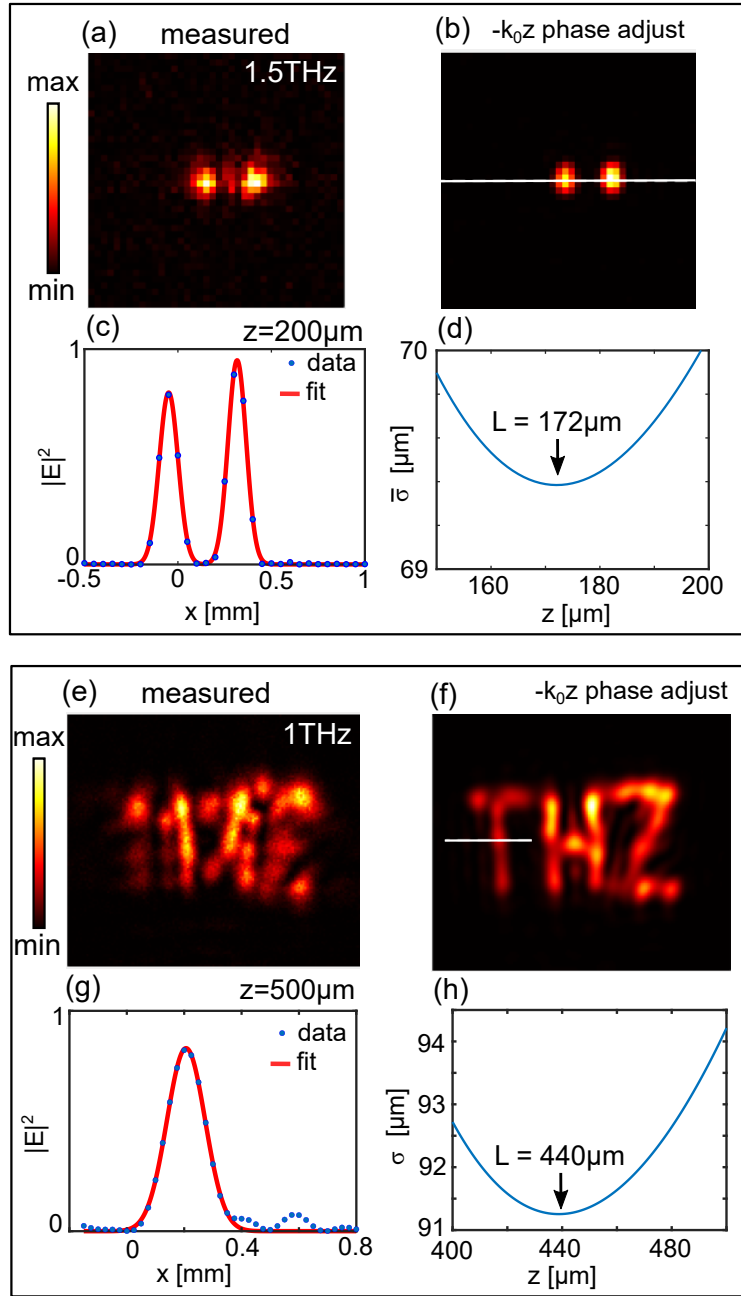 (a) measured
(b) -k₀z phase adjust
max
min
1.5THz
(c) z=200μm
1
0
|E|²
data
fit
-0.5 0 0.5 1
x [mm]
(d)
70
69
σ̅ [μm]
L = 172μm
160 180 200
z [μm]
(e) measured
(f) -k₀z phase adjust
max
min
1THz
THZ
(g) z=500μm
1
0
|E|²
data
fit
0 0.4 0.8
x [mm]
(h)
94
93
92
91
σ [μm]
L = 440μm
400 440 480
z [μm]